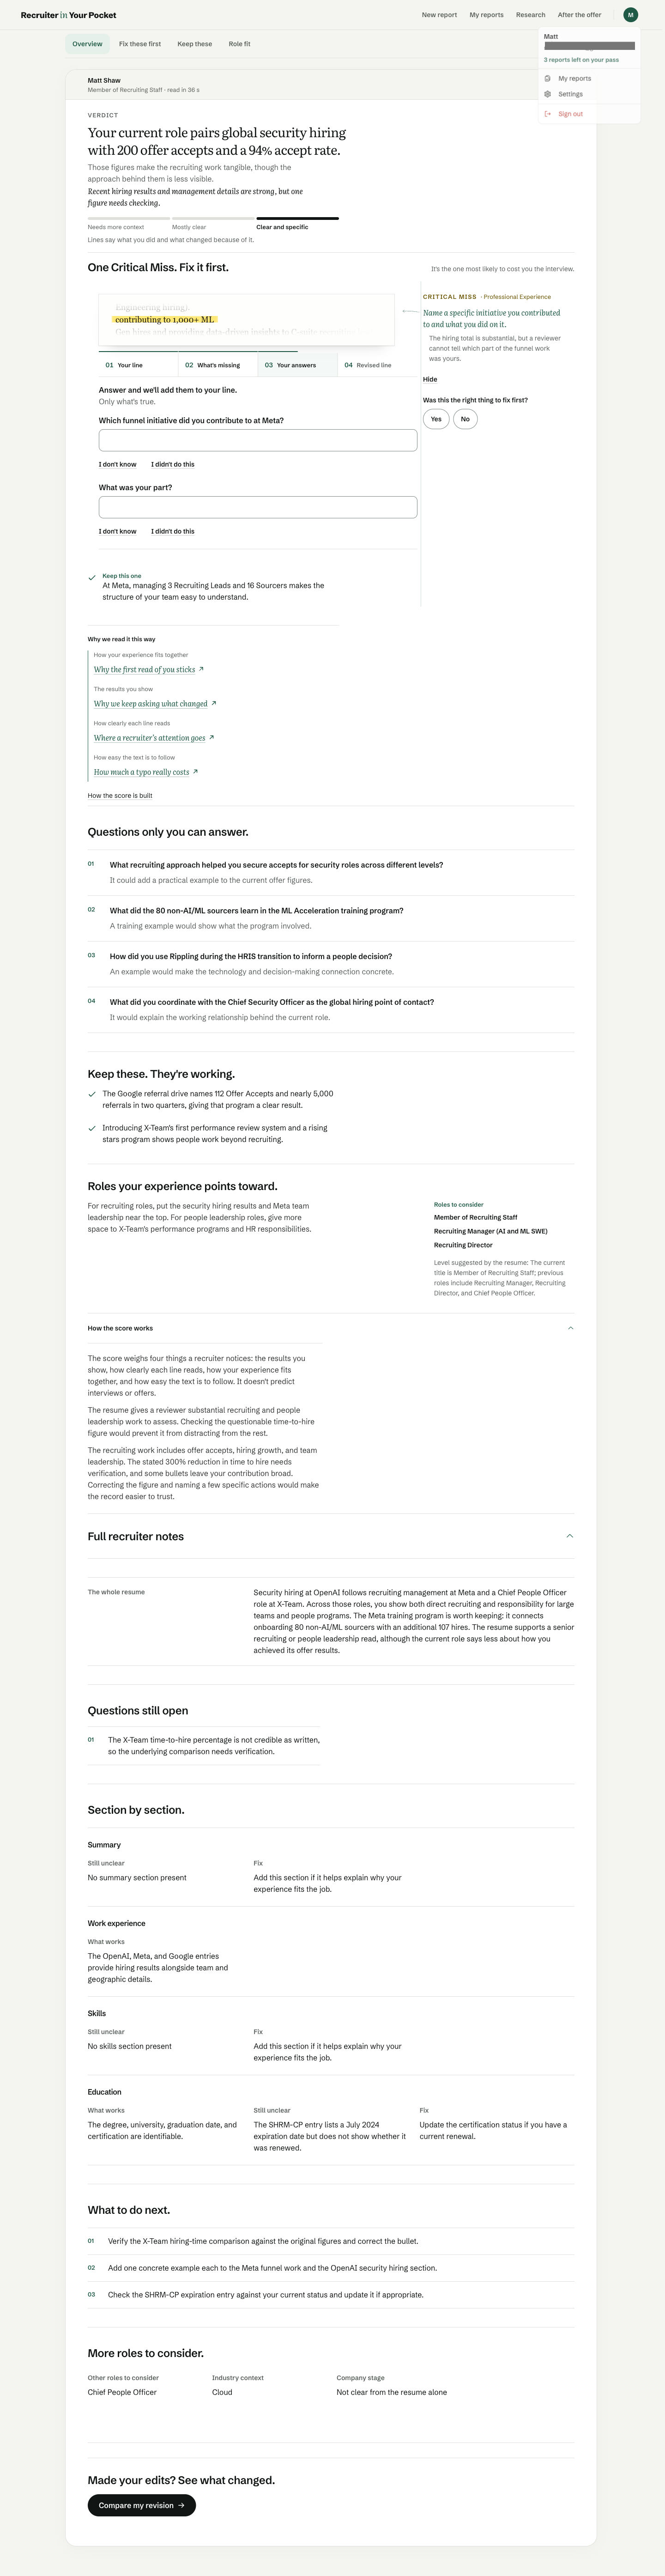 Recruiter in Your Pocket
New report My reports Research After the offer M
Matt
3 reports left on your pass
My reports
Settings
Sign out
Overview Fix these first Keep these Role fit
Matt Shaw
Member of Recruiting Staff · read in 36 s
VERDICT
Your current role pairs global security hiring
with 200 offer accepts and a 94% accept rate.
Those figures make the recruiting work tangible, though the
approach behind them is less visible.
Recent hiring results and management details are strong, but one
figure needs checking.
Needs more context Mostly clear Clear and specific
Lines say what you did and what changed because of it.
One Critical Miss. Fix it first.
It's the one most likely to cost you the interview.
Engineering hiring),
contributing to 1,000+ ML
Gen hires and providing data-driven insights to C-suite
CRITICAL MISS · Professional Experience
Name a specific initiative you contributed
to and what you did on it.
The hiring total is substantial, but a reviewer
cannot tell which part of the funnel work
was yours.
Hide
Was this the right thing to fix first?
Yes No
01 Your line 02 What's missing 03 Your answers 04 Revised line
Answer and we'll add them to your line.
Only what's true.
Which funnel initiative did you contribute to at Meta?
I don't know I didn't do this
What was your part?
I don't know I didn't do this
Keep this one
At Meta, managing 3 Recruiting Leads and 16 Sourcers makes the
structure of your team easy to understand.
Why we read it this way
How your experience fits together
Why the first read of you sticks ↗
The results you show
Why we keep asking what changed ↗
How clearly each line reads
Where a recruiter's attention goes ↗
How easy the text is to follow
How much a typo really costs ↗
How the score is built
Questions only you can answer.
01 What recruiting approach helped you secure accepts for security roles across different levels?
It could add a practical example to the current offer figures.
02 What did the 80 non-AI/ML sourcers learn in the ML Acceleration training program?
A training example would show what the program involved.
03 How did you use Rippling during the HRIS transition to inform a people decision?
An example would make the technology and decision-making connection concrete.
04 What did you coordinate with the Chief Security Officer as the global hiring point of contact?
It would explain the working relationship behind the current role.
Keep these. They're working.
The Google referral drive names 112 Offer Accepts and nearly 5,000
referrals in two quarters, giving that program a clear result.
Introducing X-Team's first performance review system and a rising
stars program shows people work beyond recruiting.
Roles your experience points toward.
For recruiting roles, put the security hiring results and Meta team
leadership near the top. For people leadership roles, give more
space to X-Team's performance programs and HR responsibilities.
Roles to consider
Member of Recruiting Staff
Recruiting Manager (AI and ML SWE)
Recruiting Director
Level suggested by the resume: The current
title is Member of Recruiting Staff; previous
roles include Recruiting Manager, Recruiting
Director, and Chief People Officer.
How the score works
The score weighs four things a recruiter notices: the results you
show, how clearly each line reads, how your experience fits
together, and how easy the text is to follow. It doesn't predict
interviews or offers.
The resume gives a reviewer substantial recruiting and people
leadership work to assess. Checking the questionable time-to-hire
figure would prevent it from distracting from the rest.
The recruiting work includes offer accepts, hiring growth, and team
leadership. The stated 300% reduction in time to hire needs
verification, and some bullets leave your contribution broad.
Correcting the figure and naming a few specific actions would make
the record easier to trust.
Full recruiter notes
The whole resume
Security hiring at OpenAI follows recruiting management at Meta and a Chief People Officer
role at X-Team. Across those roles, you show both direct recruiting and responsibility for large
teams and people programs. The Meta training program is worth keeping: it connects
onboarding 80 non-AI/ML sourcers with an additional 107 hires. The resume supports a senior
recruiting or people leadership read, although the current role says less about how you
achieved its offer results.
Questions still open
01 The X-Team time-to-hire percentage is not credible as written,
so the underlying comparison needs verification.
Section by section.
Summary
Still unclear Fix
No summary section present Add this section if it helps explain why your
experience fits the job.
Work experience
What works
The OpenAI, Meta, and Google entries
provide hiring results alongside team and
geographic details.
Skills
Still unclear Fix
No skills section present Add this section if it helps explain why your
experience fits the job.
Education
What works Still unclear Fix
The degree, university, graduation date, and
certification are identifiable.
The SHRM-CP entry lists a July 2024
expiration date but does not show whether it
was renewed.
Update the certification status if you have a
current renewal.
What to do next.
01 Verify the X-Team hiring-time comparison against the original figures and correct the bullet.
02 Add one concrete example each to the Meta funnel work and the OpenAI security hiring section.
03 Check the SHRM-CP expiration entry against your current status and update it if appropriate.
More roles to consider.
Other roles to consider Industry context Company stage
Chief People Officer Cloud Not clear from the resume alone
Made your edits? See what changed.
Compare my revision →